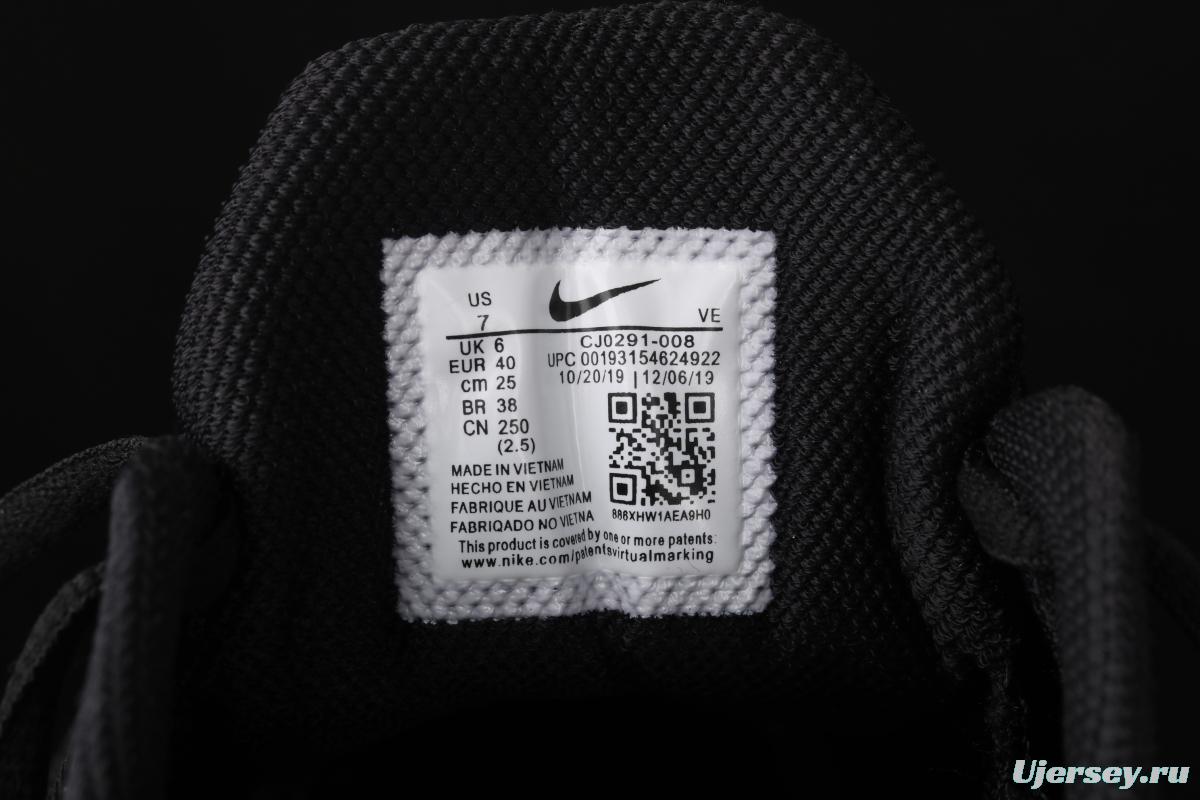 US
7
VE
UK 6
EUR 40
cm 25
BR 38
CN 250
(2.5)
CJ0291-008
UPC 00193154624922
10/20/19 | 12/06/19
MADE IN VIETNAM
HECHO EN VIETNAM
FABRIQUE AU VIETNAM
FABRIQADO NO VIETNA
886XHW1AEA9H0
This product is covered by one or more patents:
www.nike.com/patentsvirtualmarking
Ujersey.ru